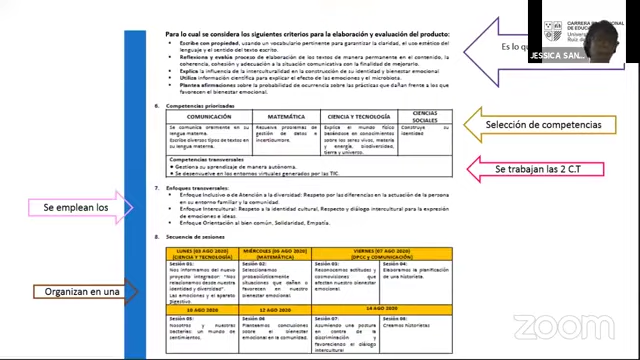 Para lo cual se considera los siguientes criterios para la elaboración y evaluación del producto:
• Escribe con propiedad, usando un vocabulario pertinente para garantizar la claridad, el uso estético del
lenguaje y el sentido del texto escrito.
• Reflexiona y evalúa proceso de elaboración de los textos de manera permanente en el contenido, la
coherencia, cohesión y adecuación a la situación comunicativa con la finalidad de mejorarlo.
• Explica la influencia de la interculturalidad en la construcción de su identidad y bienestar emocional
• Utiliza información científica para explicar el efecto de las emociones y el microbiota.
• Plantea afirmaciones sobre la probabilidad de ocurrencia sobre las prácticas que dañan frente a los
que favorecen el bienestar emocional.
Es lo qu
CARRERA PROFESIONAL
DE EDUCACIÓN
Universidad
Ruiz de
JESSICA SAN
6. Competencias priorizadas
COMUNICACIÓN
MATEMÁTICA
CIENCIA Y TECNOLOGÍA
CIENCIAS
SOCIALES
Se comunica oralmente en su
lengua materna.
Escribe diversos tipos de textos en
su lengua materna.
Resuelve problemas de
gestión de datos e
incertidumbre.
Explica el mundo físico
basándose en conocimientos
sobre los seres vivos, materia
y energía, biodiversidad,
tierra y universo.
Construye su
identidad
Competencias transversales
• Gestiona su aprendizaje de manera autónoma.
• Se desenvuelve en los entornos virtuales generados por las TIC.
Selección de competencias
Se trabajan las 2 C.T
7. Enfoques transversales:
• Enfoque Inclusivo o de Atención a la diversidad: Respeto por las diferencias en la actuación de la persona
en su entorno familiar y la comunidad.
• Enfoque Intercultural: Respeto a la identidad cultural, Respeto y diálogo intercultural para la expresión
de emociones e ideas.
• Enfoque Orientación al bien común, Solidaridad, Empatía.
Se emplean los
8. Secuencia de sesiones
LUNES (03 AGO 2020)
(CIENCIA Y TECNOLOGÍA)
MIÉRCOLES (05 AGO 2020)
(MATEMÁTICA)
VIERNES (07 AGO 2020)
(DPCC y COMUNICACIÓN)
Sesión 01:
Nos informamos del nuevo
proyecto integrador "Nos
relacionamos desde nuestra
identidad y diversidad".
Las emociones y el aparato
digestivo
Sesión 02:
Seleccionamos
probabilísticamente
situaciones que dañan o
favorecen en nuestro
bienestar emocional.
Sesión 03:
Reconocemos actitudes y
cosmovisiones que
afectan nuestro bienestar
emocional.
Sesión 04:
Elaboramos la planificación
de una historieta.
Organizan en una
10 AGO 2020
12 AGO 2020
14 AGO 2020
Sesión 05:
Nosotros y nuestras
bacterias: un mundo de
sentimientos.
Sesión 06
Planteamos conclusiones
sobre el bienestar
emocional en la comunidad.
Sesión 07:
Asumiendo una postura
en contra de la
discriminación y
favoreciendo el diálogo
intercultural
Sesión 08:
Creamos historietas
zoom